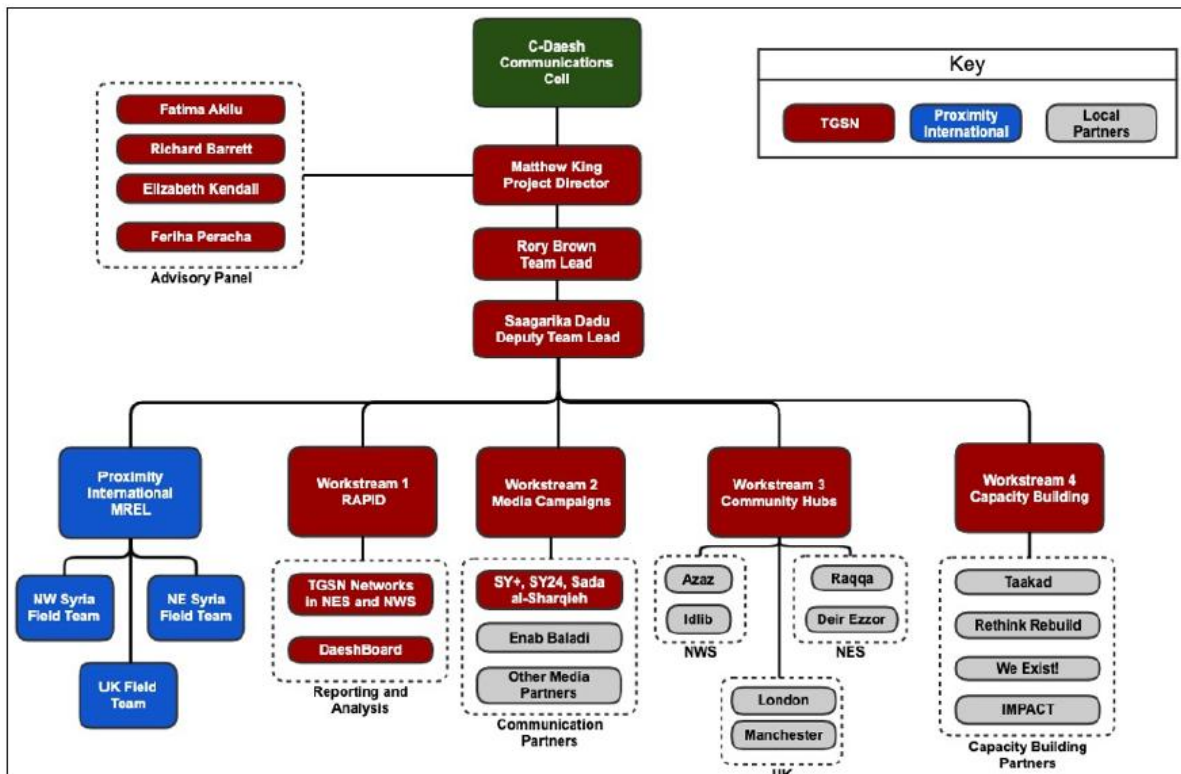 C-Daesh
Communications
Cell
Key
TGSN
Proximity
International
Local
Partners
Fatima Akilu
Richard Barrett
Elizabeth Kendall
Feriha Peracha
Advisory Panel
Matthew King
Project Director
Rory Brown
Team Lead
Saagarika Dadu
Deputy Team Lead
Proximity
International
MREL
NW Syria
Field Team
NE Syria
Field Team
UK Field
Team
Workstream 1
RAPID
TGSN Networks
in NES and NWS
DaeshBoard
Reporting and
Analysis
Workstream 2
Media Campaigns
SY+, SY24, Sada
al-Sharqieh
Enab Baladi
Other Media
Partners
Communication
Partners
Workstream 3
Community Hubs
Azaz
Idlib
NWS
Raqqa
Deir Ezzor
NES
London
Manchester
UK
Workstream 4
Capacity Building
Taakad
Rethink Rebuild
We Exist!
IMPACT
Capacity Building
Partners